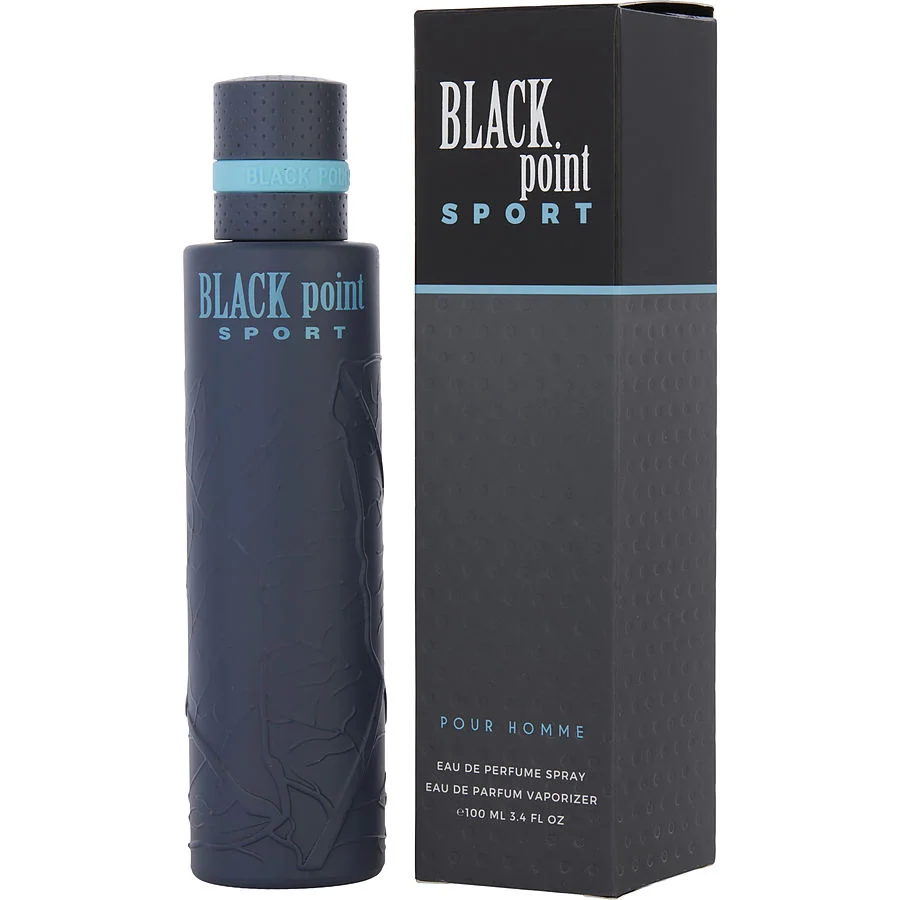 BLACK POI
BLACK point
SPORT
BLACK
point
SPORT
POUR HOMME
EAU DE PERFUME SPRAY
EAU DE PARFUM VAPORIZER
℮100 ML 3.4 FL OZ